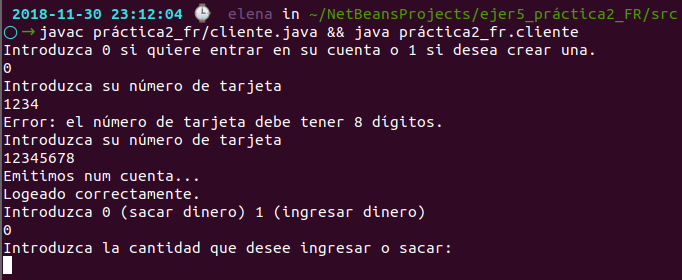 2018-11-30 23:12:04 elena in ~/NetBeansProjects/ejer5_práctica2_FR/src
→ javac práctica2_fr/cliente.java && java práctica2_fr.cliente
Introduzca 0 si quiere entrar en su cuenta o 1 si desea crear una.
0
Introduzca su número de tarjeta
1234
Error: el número de tarjeta debe tener 8 dígitos.
Introduzca su número de tarjeta
12345678
Emitimos num cuenta...
Logeado correctamente.
Introduzca 0 (sacar dinero) 1 (ingresar dinero)
0
Introduzca la cantidad que desee ingresar o sacar: